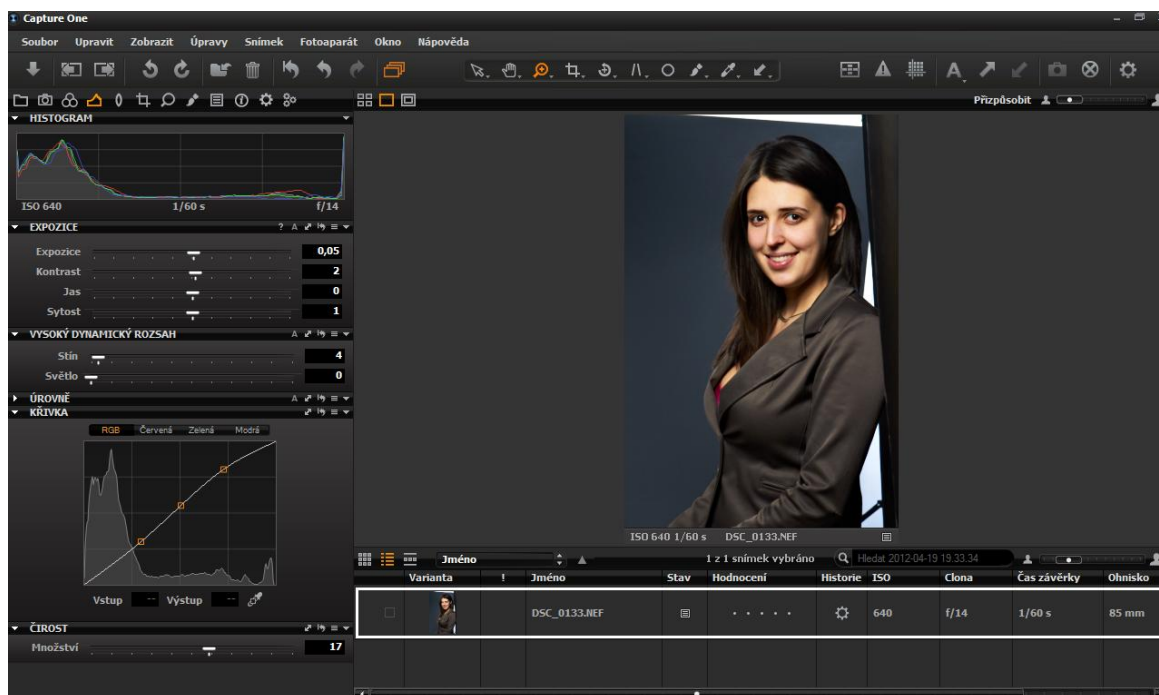 Capture One
Soubor Upravit Zobrazit Úpravy Snímek Fotoaparát Okno Nápověda
Přizpůsobit
HISTOGRAM
ISO 640 1/60 s f/14
EXPOZICE
Expozice 0,05
Kontrast 2
Jas 0
Sytost 1
VYSOKÝ DYNAMICKÝ ROZSAH
Stín 4
Světlo 0
ÚROVNĚ
KŘIVKA
RGB Červená Zelená Modrá
Vstup -- Výstup --
ČIROST
Množství 17
ISO 640 1/60 s DSC_0133.NEF
Jméno 1 z 1 snímek vybráno Hledat 2012-04-19 19.33.34
Varianta ! Jméno Stav Hodnocení Historie ISO Clona Čas závěrky Ohnisko
DSC_0133.NEF 640 f/14 1/60 s 85 mm